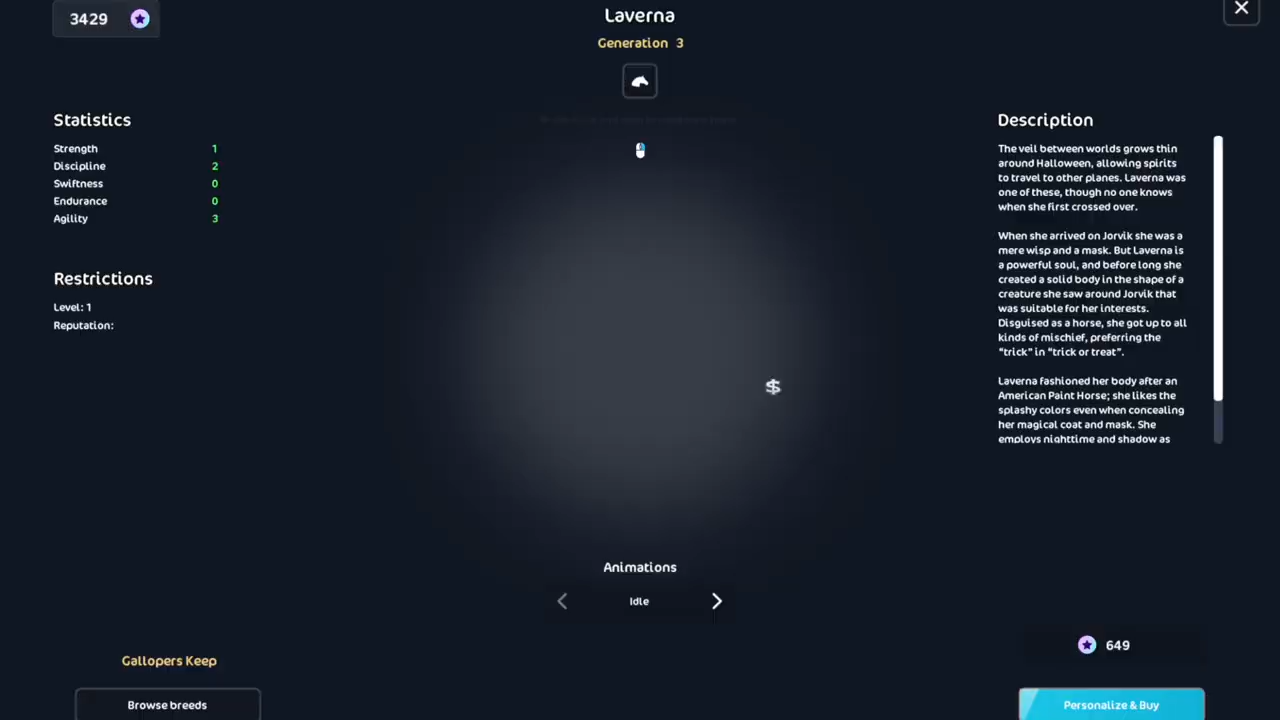 3429
Laverna
Generation 3
Statistics
Strength 1
Discipline 2
Swiftness 0
Endurance 0
Agility 3
Restrictions
Level: 1
Reputation:
Description
The veil between worlds grows thin
around Halloween, allowing spirits
to travel to other planes. Laverna was
one of these, though no one knows
when she first crossed over.
When she arrived on Jorvik she was a
mere wisp and a mask. But Laverna is
a powerful soul, and before long she
created a solid body in the shape of a
creature she saw around Jorvik that
was suitable for her interests.
Disguised as a horse, she got up to all
kinds of mischief, preferring the
"trick" in "trick or treat".
Laverna fashioned her body after an
American Paint Horse; she likes the
splashy colors even when concealing
her magical coat and mask. She
employs nighttime and shadow as
$
Animations
Idle
649
Gallopers Keep
Browse breeds
Personalize & Buy